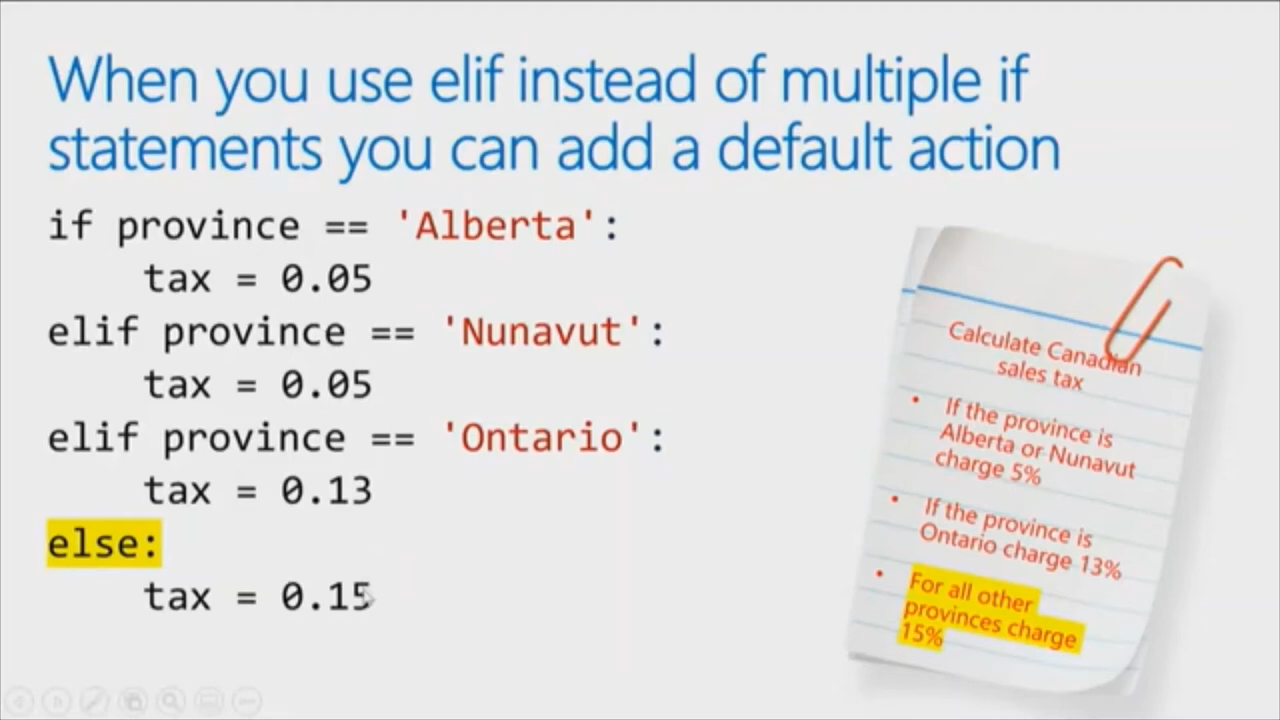 When you use elif instead of multiple if
statements you can add a default action
if province == 'Alberta':
    tax = 0.05
elif province == 'Nunavut':
    tax = 0.05
elif province == 'Ontario':
    tax = 0.13
else:
    tax = 0.15
Calculate Canadian
sales tax
• If the province is
Alberta or Nunavut
charge 5%
• If the province is
Ontario charge 13%
• For all other
provinces charge
15%